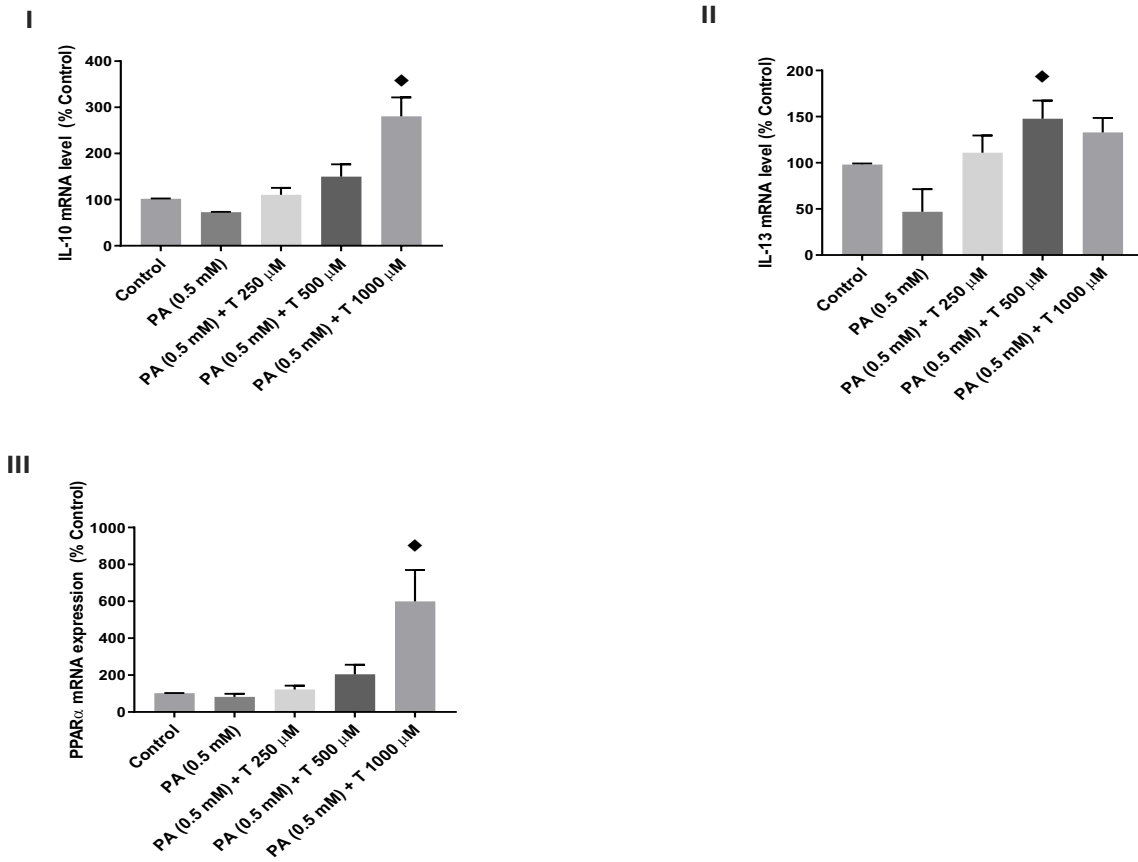 I
IL-10 mRNA level (% Control)
400
300
200
100
0
Control
PA (0.5 mM)
PA (0.5 mM) + T 250 μM
PA (0.5 mM) + T 500 μM
PA (0.5 mM) + T 1000 μM
II
IL-13 mRNA level (% Control)
200
150
100
50
0
Control
PA (0.5 mM)
PA (0.5 mM) + T 250 μM
PA (0.5 mM) + T 500 μM
PA (0.5 mM) + T 1000 μM
III
PPARα mRNA expression (% Control)
1000
800
600
400
200
0
Control
PA (0.5 mM)
PA (0.5 mM) + T 250 μM
PA (0.5 mM) + T 500 μM
PA (0.5 mM) + T 1000 μM